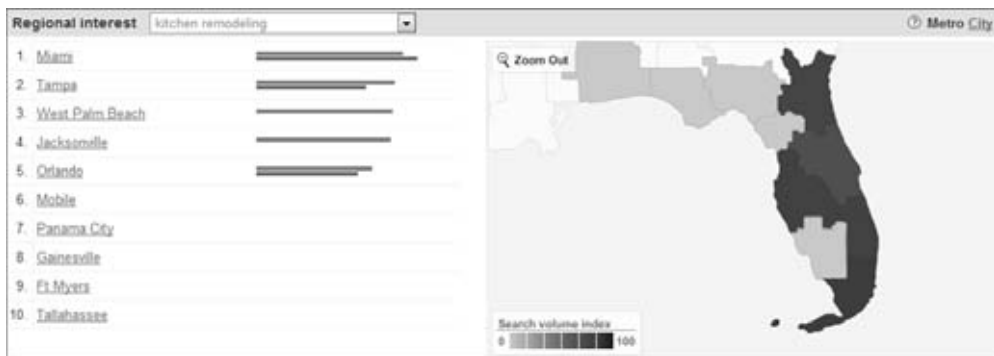 Regional interest kitchen remodeling Metro City
1. Miami
2. Tampa
3. West Palm Beach
4. Jacksonville
5. Orlando
6. Mobile
7. Panama City
8. Gainesville
9. Ft Myers
10. Tallahassee
Zoom Out
Search volume index
0 100